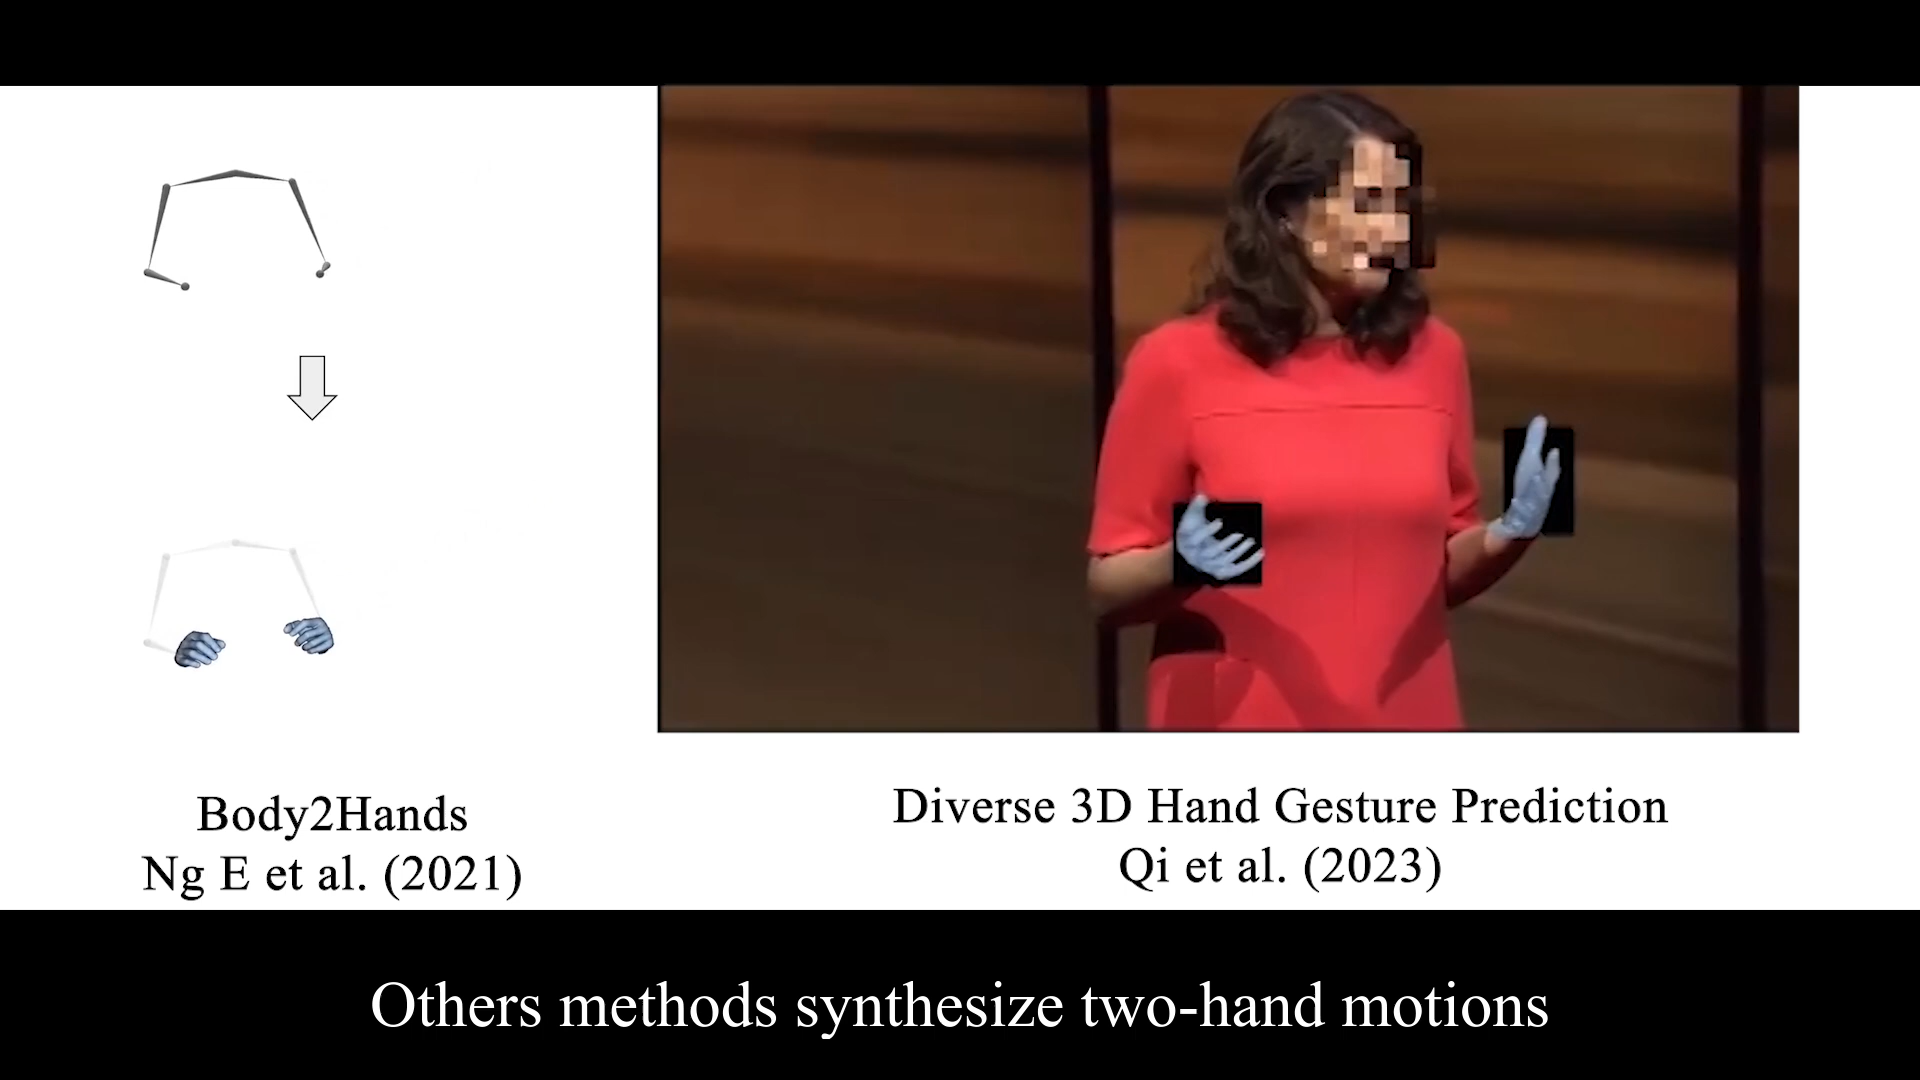 Body2Hands
Ng E et al. (2021)
Diverse 3D Hand Gesture Prediction
Qi et al. (2023)
Others methods synthesize two-hand motions